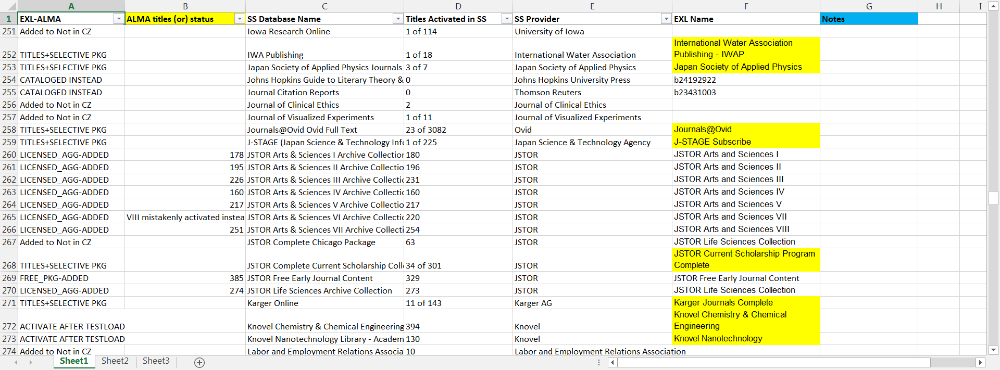 A B C D E F G H I
1 EXL-ALMA ALMA titles (or) status SS Database Name Titles Activated in SS SS Provider EXL Name Notes
251 Added to Not in CZ Iowa Research Online 1 of 114 University of Iowa
252 TITLES+SELECTIVE PKG IWA Publishing 1 of 18 International Water Association International Water Association
Publishing - IWAP
253 TITLES+SELECTIVE PKG Japan Society of Applied Physics Journals 3 of 7 Japan Society of Applied Physics Japan Society of Applied Physics
254 CATALOGED INSTEAD Johns Hopkins Guide to Literary Theory & 0 Johns Hopkins University Press b24192922
255 CATALOGED INSTEAD Journal Citation Reports 0 Thomson Reuters b23431003
256 Added to Not in CZ Journal of Clinical Ethics 2 Journal of Clinical Ethics
257 Added to Not in CZ Journal of Visualized Experiments 1 of 11 Journal of Visualized Experiments
258 TITLES+SELECTIVE PKG Journals@Ovid Ovid Full Text 23 of 3082 Ovid Journals@Ovid
259 TITLES+SELECTIVE PKG J-STAGE (Japan Science & Technology Info 1 of 225 Japan Science & Technology Agency J-STAGE Subscribe
260 LICENSED_AGG-ADDED 178 JSTOR Arts & Sciences I Archive Collection 180 JSTOR JSTOR Arts and Sciences I
261 LICENSED_AGG-ADDED 195 JSTOR Arts & Sciences II Archive Collectio 196 JSTOR JSTOR Arts and Sciences II
262 LICENSED_AGG-ADDED 226 JSTOR Arts & Sciences III Archive Collectic 231 JSTOR JSTOR Arts and Sciences III
263 LICENSED_AGG-ADDED 160 JSTOR Arts & Sciences IV Archive Collectic 160 JSTOR JSTOR Arts and Sciences IV
264 LICENSED_AGG-ADDED 217 JSTOR Arts & Sciences V Archive Collectio 217 JSTOR JSTOR Arts and Sciences V
265 LICENSED_AGG-ADDED VIII mistakenly activated instea JSTOR Arts & Sciences VI Archive Collectic 220 JSTOR JSTOR Arts and Sciences VII
266 LICENSED_AGG-ADDED 251 JSTOR Arts & Sciences VII Archive Collecti 254 JSTOR JSTOR Arts and Sciences VIII
267 Added to Not in CZ JSTOR Complete Chicago Package 63 JSTOR JSTOR Life Sciences Collection
268 TITLES+SELECTIVE PKG JSTOR Complete Current Scholarship Coll 34 of 301 JSTOR JSTOR Current Scholarship Program
Complete
269 FREE_PKG-ADDED 385 JSTOR Free Early Journal Content 329 JSTOR JSTOR Free Early Journal Content
270 LICENSED_AGG-ADDED 274 JSTOR Life Sciences Archive Collection 273 JSTOR JSTOR Life Sciences Collection
271 TITLES+SELECTIVE PKG Karger Online 11 of 143 Karger AG Karger Journals Complete
272 ACTIVATE AFTER TESTLOAD Knovel Chemistry & Chemical Engineering 394 Knovel Knovel Chemistry & Chemical
Engineering
273 ACTIVATE AFTER TESTLOAD Knovel Nanotechnology Library - Academ 130 Knovel Knovel Nanotechnology
274 Added to Not in CZ Labor and Employment Relations Associa 10 Labor and Employment Relations Association
Sheet1 Sheet2 Sheet3